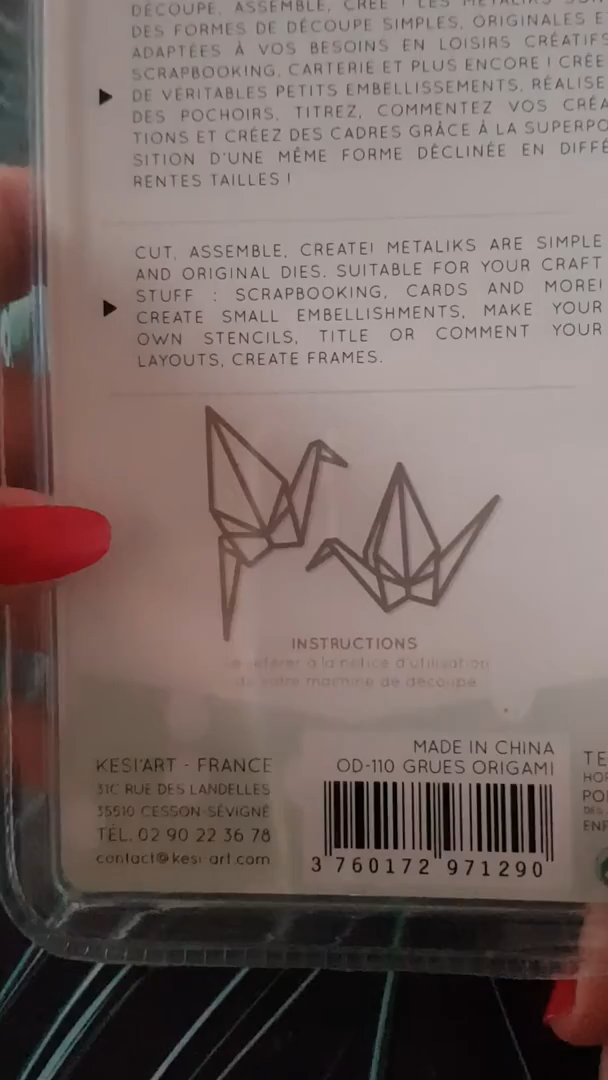 DÉCOUPE, ASSEMBLE, CRÉE ! LES METALIKS
DES FORMES DE DÉCOUPE SIMPLES, ORIGINALES
ADAPTÉES À VOS BESOINS EN LOISIRS CRÉATIFS
SCRAPBOOKING, CARTERIE ET PLUS ENCORE ! CRÉE
DE VÉRITABLES PETITS EMBELLISSEMENTS, RÉALISE
DES POCHOIRS, TITREZ, COMMENTEZ VOS CRÉA
TIONS ET CRÉEZ DES CADRES GRÂCE À LA SUPERPO
SITION D'UNE MÊME FORME DÉCLINÉE EN DIFFÉ
RENTES TAILLES !
CUT, ASSEMBLE, CREATE! METALIKS ARE SIMPLE
AND ORIGINAL DIES. SUITABLE FOR YOUR CRAFT
STUFF : SCRAPBOOKING, CARDS AND MORE!
CREATE SMALL EMBELLISHMENTS, MAKE YOUR
OWN STENCILS, TITLE OR COMMENT YOUR
LAYOUTS, CREATE FRAMES.
INSTRUCTIONS
référer à la notice d'utilisation
de votre machine de découpe
KESI'ART - FRANCE
31C RUE DES LANDELLES
35510 CESSON-SÉVIGNÉ
TÉL. 02 90 22 36 78
contact@kesi-art.com
MADE IN CHINA
OD-110 GRUES ORIGAMI
3 760172 971290